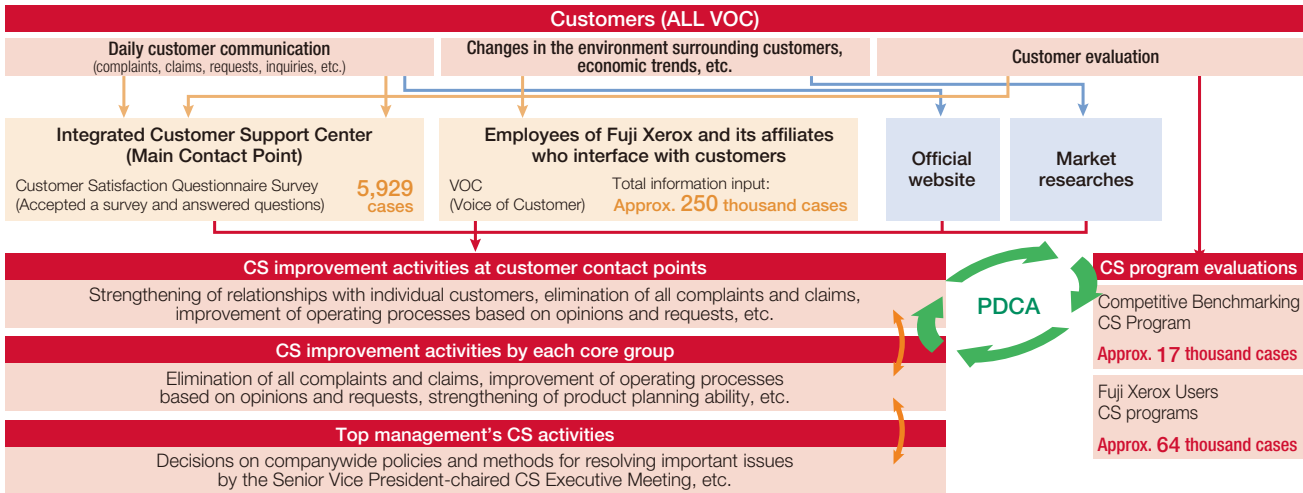 Customers (ALL VOC)
Daily customer communication
(complaints, claims, requests, inquiries, etc.)
Changes in the environment surrounding customers,
economic trends, etc.
Customer evaluation
Integrated Customer Support Center
(Main Contact Point)
Customer Satisfaction Questionnaire Survey
(Accepted a survey and answered questions)
5,929
cases
Employees of Fuji Xerox and its affiliates
who interface with customers
VOC
(Voice of Customer)
Total information input:
Approx. 250 thousand cases
Official
website
Market
researches
CS improvement activities at customer contact points
Strengthening of relationships with individual customers, elimination of all complaints and claims,
improvement of operating processes based on opinions and requests, etc.
CS improvement activities by each core group
Elimination of all complaints and claims, improvement of operating processes
based on opinions and requests, strengthening of product planning ability, etc.
Top management's CS activities
Decisions on companywide policies and methods for resolving important issues
by the Senior Vice President-chaired CS Executive Meeting, etc.
PDCA
CS program evaluations
Competitive Benchmarking
CS Program
Approx. 17 thousand cases
Fuji Xerox Users
CS programs
Approx. 64 thousand cases